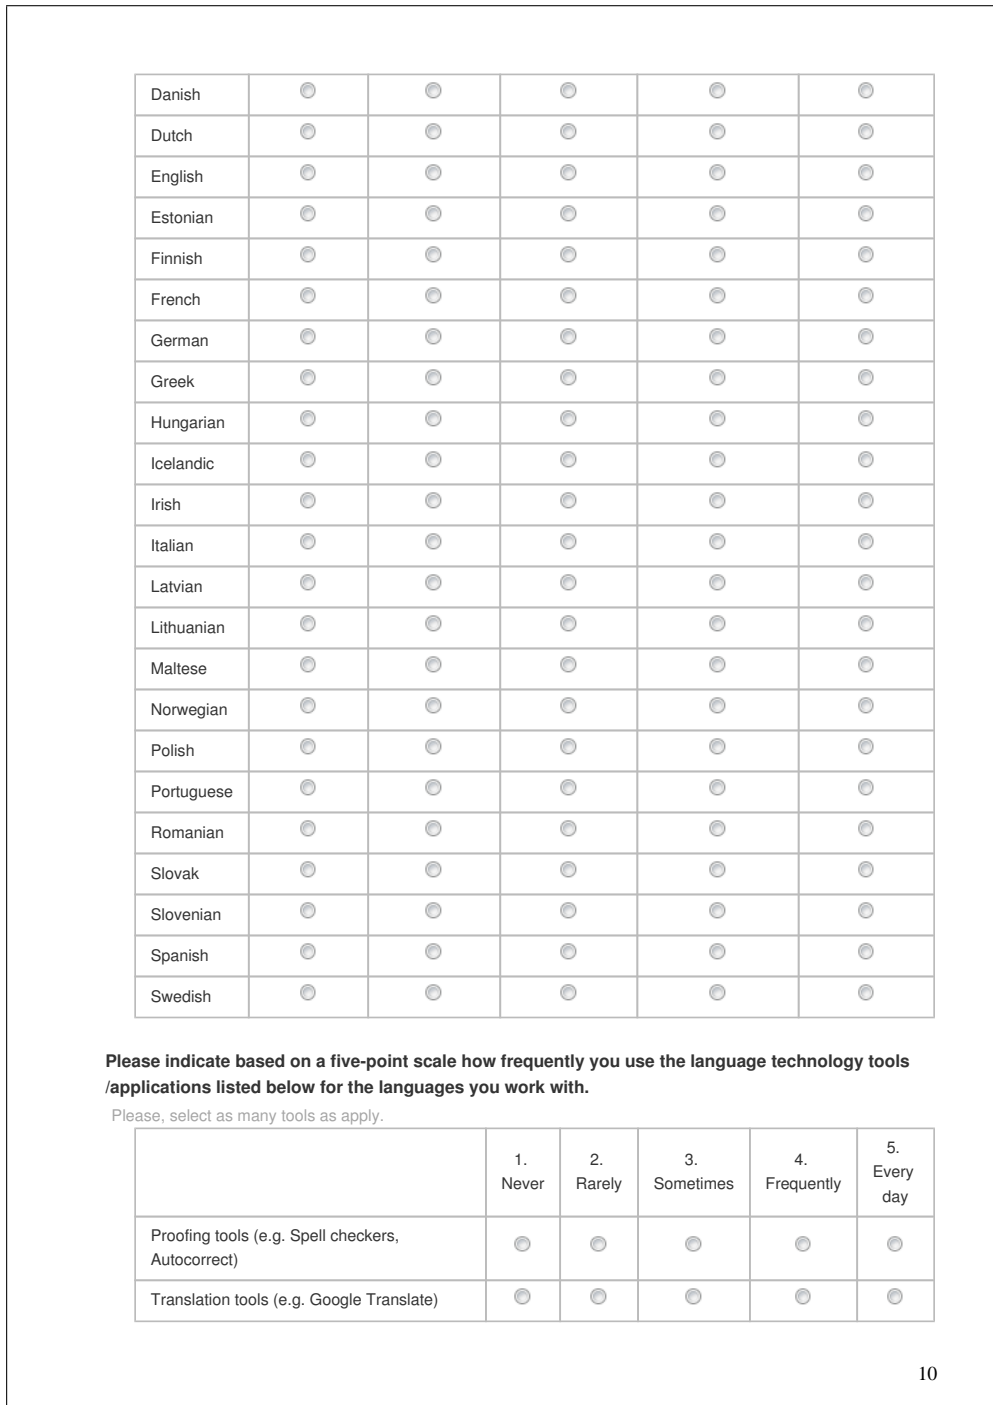 Danish
Dutch
English
Estonian
Finnish
French
German
Greek
Hungarian
Icelandic
Irish
Italian
Latvian
Lithuanian
Maltese
Norwegian
Polish
Portuguese
Romanian
Slovak
Slovenian
Spanish
Swedish
Please indicate based on a five-point scale how frequently you use the language technology tools
/applications listed below for the languages you work with.
Please, select as many tools as apply.
1.
Never
2.
Rarely
3.
Sometimes
4.
Frequently
5.
Every
day
Proofing tools (e.g. Spell checkers,
Autocorrect)
Translation tools (e.g. Google Translate)
10